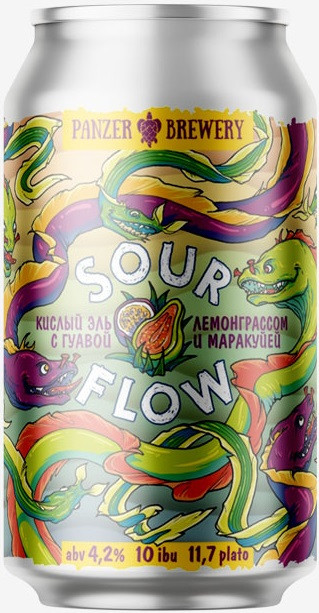 PANZER BREWERY
SOUR
КИСЛЫЙ ЭЛЬ ЛЕМОНГРАССОМ
С ГУАВОЙ И МАРАКУЙЕЙ
FLOW
abv 4,2% 10 ibu 11,7 plato